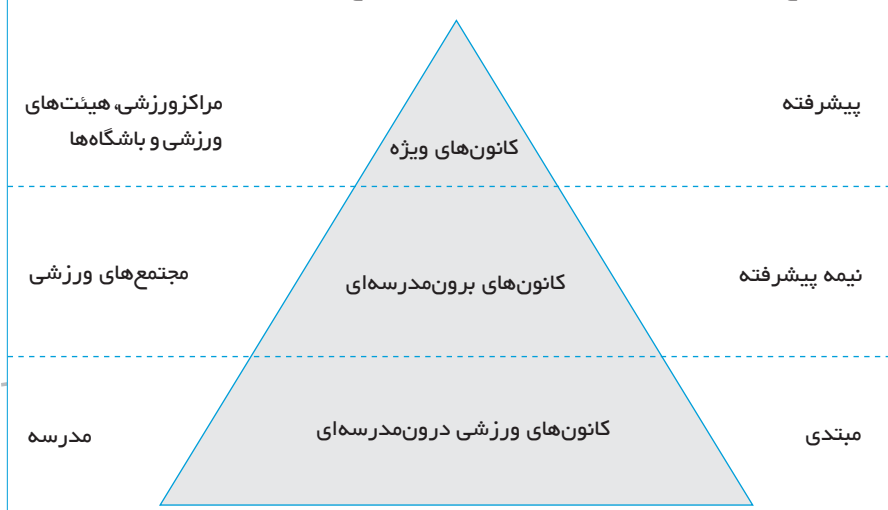 پیشرفته
کانون‌های ویژه
مراکزورزشی، هیئت‌های
ورزشی و باشگاه‌ها
نیمه پیشرفته
کانون‌های برون‌مدرسه‌ای
مجتمع‌های ورزشی
مبتدی
کانون‌های ورزشی درون‌مدرسه‌ای
مدرسه